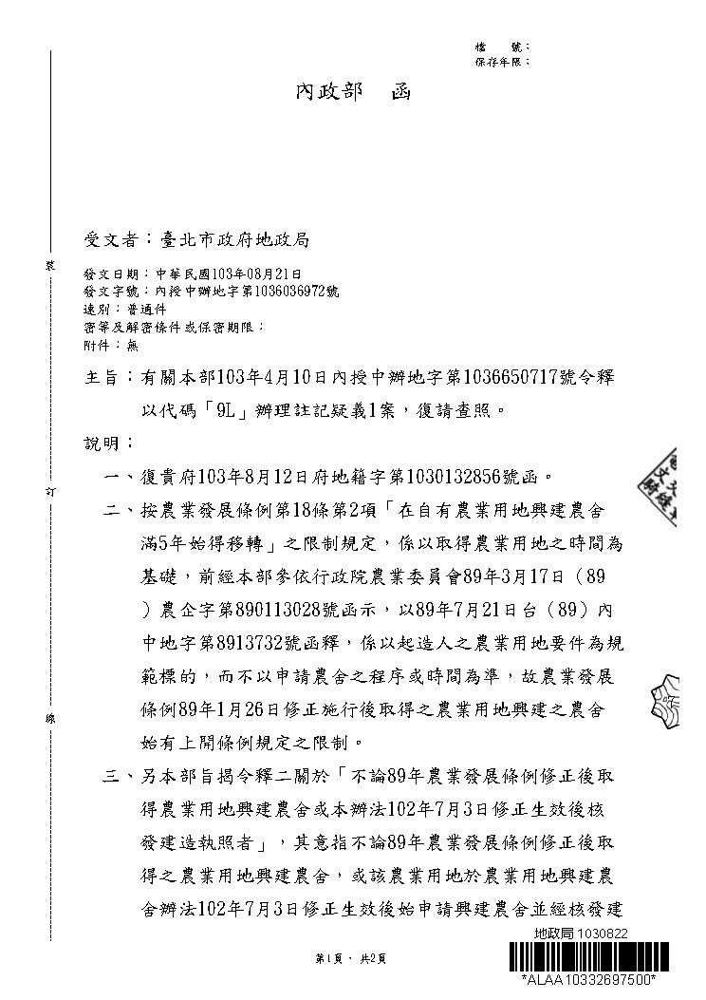 檔　　號：
保存年限：
內政部　函
受文者：臺北市政府地政局
發文日期：中華民國103年08月21日
發文字號：內授中辦地字第1036036972號
速別：普通件
密等及解密條件或保密期限：
附件：無
主旨：有關本部103年4月10日內授中辦地字第1036650717號令釋
以代碼「9L」辦理註記疑義1案，復請查照。
說明：
一、復貴府103年8月12日府地籍字第1030132856號函。
二、按農業發展條例第18條第2項「在自有農業用地興建農舍
滿5年始得移轉」之限制規定，係以取得農業用地之時間為
基礎，前經本部參依行政院農業委員會89年3月17日（89
）農企字第890113028號函示，以89年7月21日台（89）內
中地字第8913732號函釋，係以起造人之農業用地要件為規
範標的，而不以申請農舍之程序或時間為準，故農業發展
條例89年1月26日修正施行後取得之農業用地興建之農舍
始有上開條例規定之限制。
三、另本部旨揭令釋二關於「不論89年農業發展條例修正後取
得農業用地興建農舍或本辦法102年7月3日修正生效後核
發建造執照者」，其意指不論89年農業發展條例修正後取
得之農業用地興建農舍，或該農業用地於農業用地興建農
舍辦法102年7月3日修正生效後始申請興建農舍並經核發建
裝
訂
線
地政局 1030822
第1頁、共2頁
*ALAA10332697500*